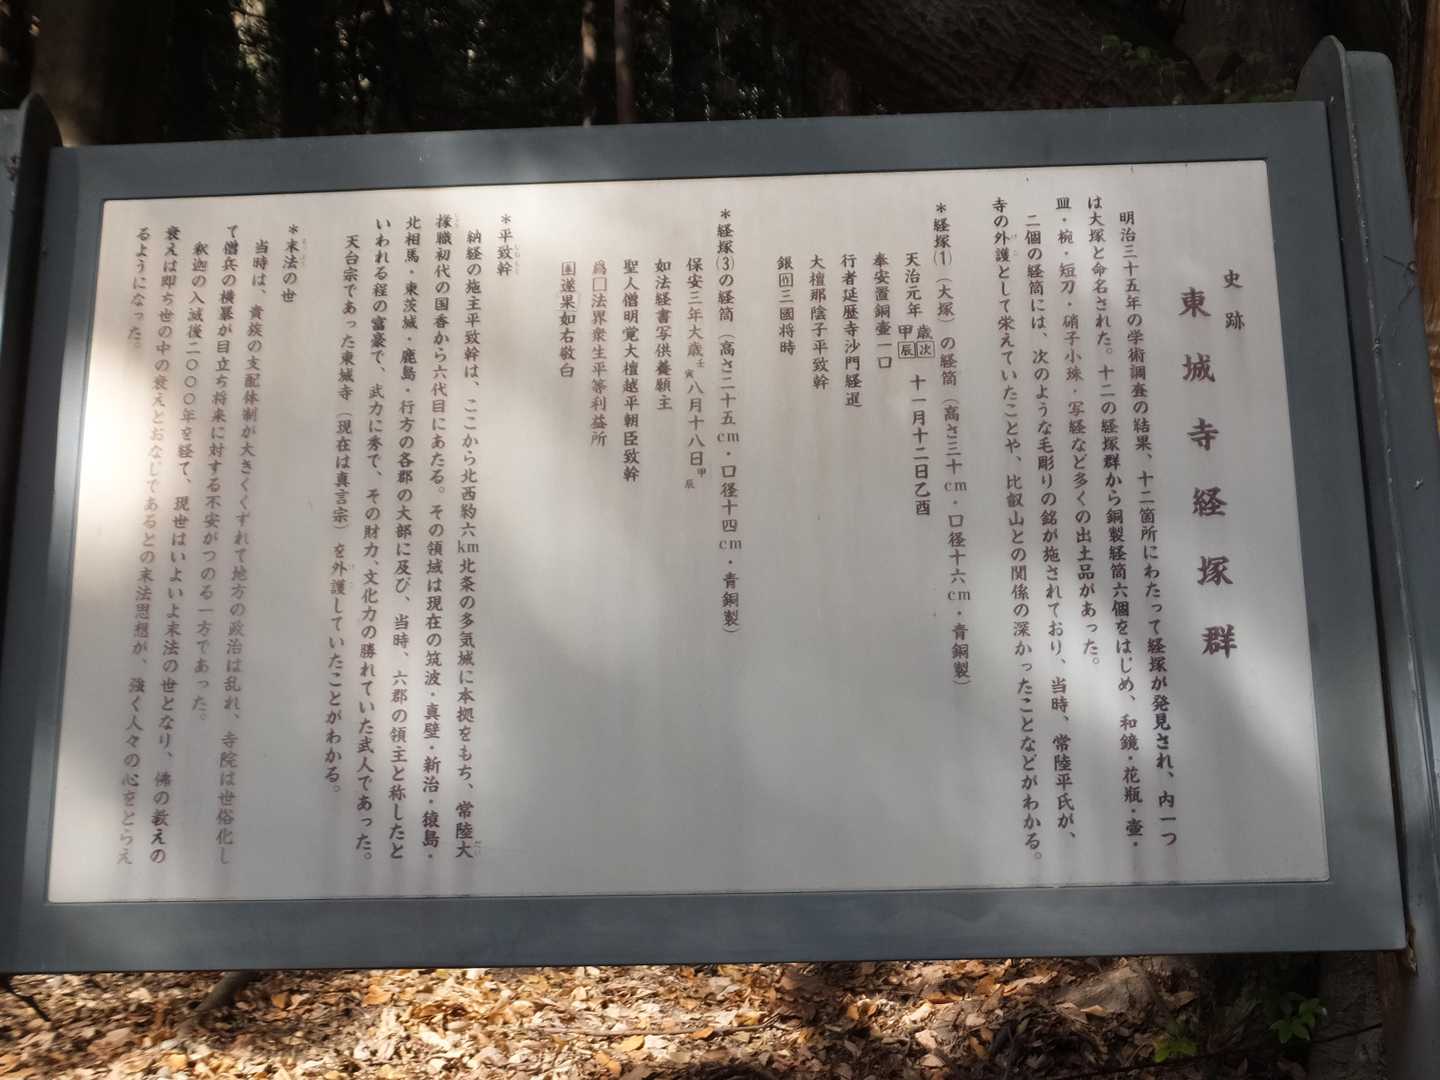 史跡
東城寺経塚群
明治三十五年の学術調査の結果、十二箇所にわたって経塚が発見され、内一つ
は大塚と命名された。十二の経塚群から銅製経筒六個をはじめ、和鏡・花瓶・壷・
皿・椀・短刀・硝子小珠・写経など多くの出土品があった。
二個の経筒には、次のような毛彫りの銘が施されており、当時、常陸平氏が、
寺の外護として栄えていたことや、比叡山との関係の深かったことなどがわかる。
＊経塚⑴（大塚）の経筒（高さ三十cm・口径十六cm・青銅製）
天治元年 歳次甲辰 十一月十二日乙酉
奉安置銅壷一口
行者延暦寺沙門経暹
大檀那陰子平致幹
銀作三國将時
＊経塚⑶の経筒（高さ二十五cm・口径十四cm・青銅製）
保安三年大歳壬寅八月十八日甲辰
如法経書写供養願主
聖人僧明覚大檀越平朝臣致幹
爲□法界衆生平等利益所
遂果如右敬白
＊平致幹
納経の施主平致幹は、ここから北西約六km北条の多気城に本拠をもち、常陸大
掾職初代の国香から六代目にあたる。その領域は現在の筑波・真壁・新治・猿島・
北相馬・東茨城・鹿島・行方の各郡の大部に及び、当時、六郡の領主と称したと
いわれる程の富豪で、武力に秀で、その財力、文化力の勝れていた武人であった。
天台宗であった東城寺（現在は真言宗）を外護していたことがわかる。
＊末法の世
当時は、貴族の支配体制が大きくくずれて地方の政治は乱れ、寺院は世俗化し
て僧兵の横暴が目立ち将来に対する不安がつのる一方であった。
釈迦の入滅後二〇〇〇年を経て、現世はいよいよ末法の世となり、佛の教えの
衰えは即ち世の中の衰えとおなじであるとの末法思想が、強く人々の心をとらえ
るようになった。